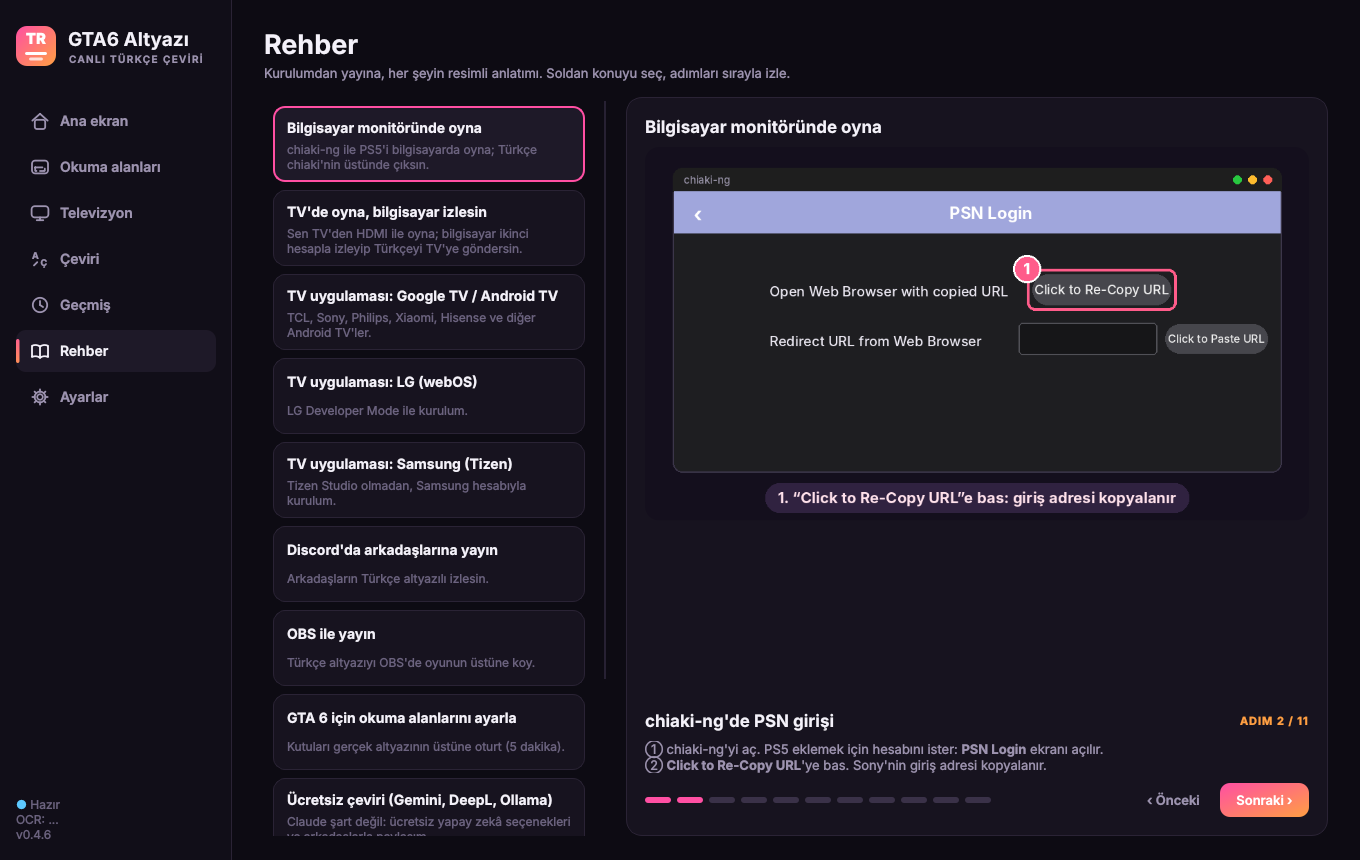 TR
GTA6 Altyazı
CANLI TÜRKÇE ÇEVİRİ
Ana ekran
Okuma alanları
Televizyon
Çeviri
Geçmiş
Rehber
Ayarlar
Hazır
OCR: ...
v0.4.6
Rehber
Kurulumdan yayına, her şeyin resimli anlatımı. Soldan konuyu seç, adımları sırayla izle.
Bilgisayar monitöründe oyna
chiaki-ng ile PS5'i bilgisayarda oyna; Türkçe
chiaki'nin üstünde çıksın.
TV'de oyna, bilgisayar izlesin
Sen TV'den HDMI ile oyna; bilgisayar ikinci
hesapla izleyip Türkçeyi TV'ye göndersin.
TV uygulaması: Google TV / Android TV
TCL, Sony, Philips, Xiaomi, Hisense ve diğer
Android TV'ler.
TV uygulaması: LG (webOS)
LG Developer Mode ile kurulum.
TV uygulaması: Samsung (Tizen)
Tizen Studio olmadan, Samsung hesabıyla
kurulum.
Discord'da arkadaşlarına yayın
Arkadaşların Türkçe altyazılı izlesin.
OBS ile yayın
Türkçe altyazıyı OBS'de oyunun üstüne koy.
GTA 6 için okuma alanlarını ayarla
Kutuları gerçek altyazının üstüne oturt (5 dakika).
Ücretsiz çeviri (Gemini, DeepL, Ollama)
Claude şart değil: ücretsiz yapay zekâ seçenekleri
Bilgisayar monitöründe oyna
chiaki-ng
‹
PSN Login
1
Open Web Browser with copied URL
Click to Re-Copy URL
Redirect URL from Web Browser
Click to Paste URL
1. “Click to Re-Copy URL”e bas: giriş adresi kopyalanır
chiaki-ng'de PSN girişi
ADIM 2 / 11
① chiaki-ng'yi aç. PS5 eklemek için hesabını ister: PSN Login ekranı açılır.
② Click to Re-Copy URL'ye bas. Sony'nin giriş adresi kopyalanır.
‹ Önceki
Sonraki ›